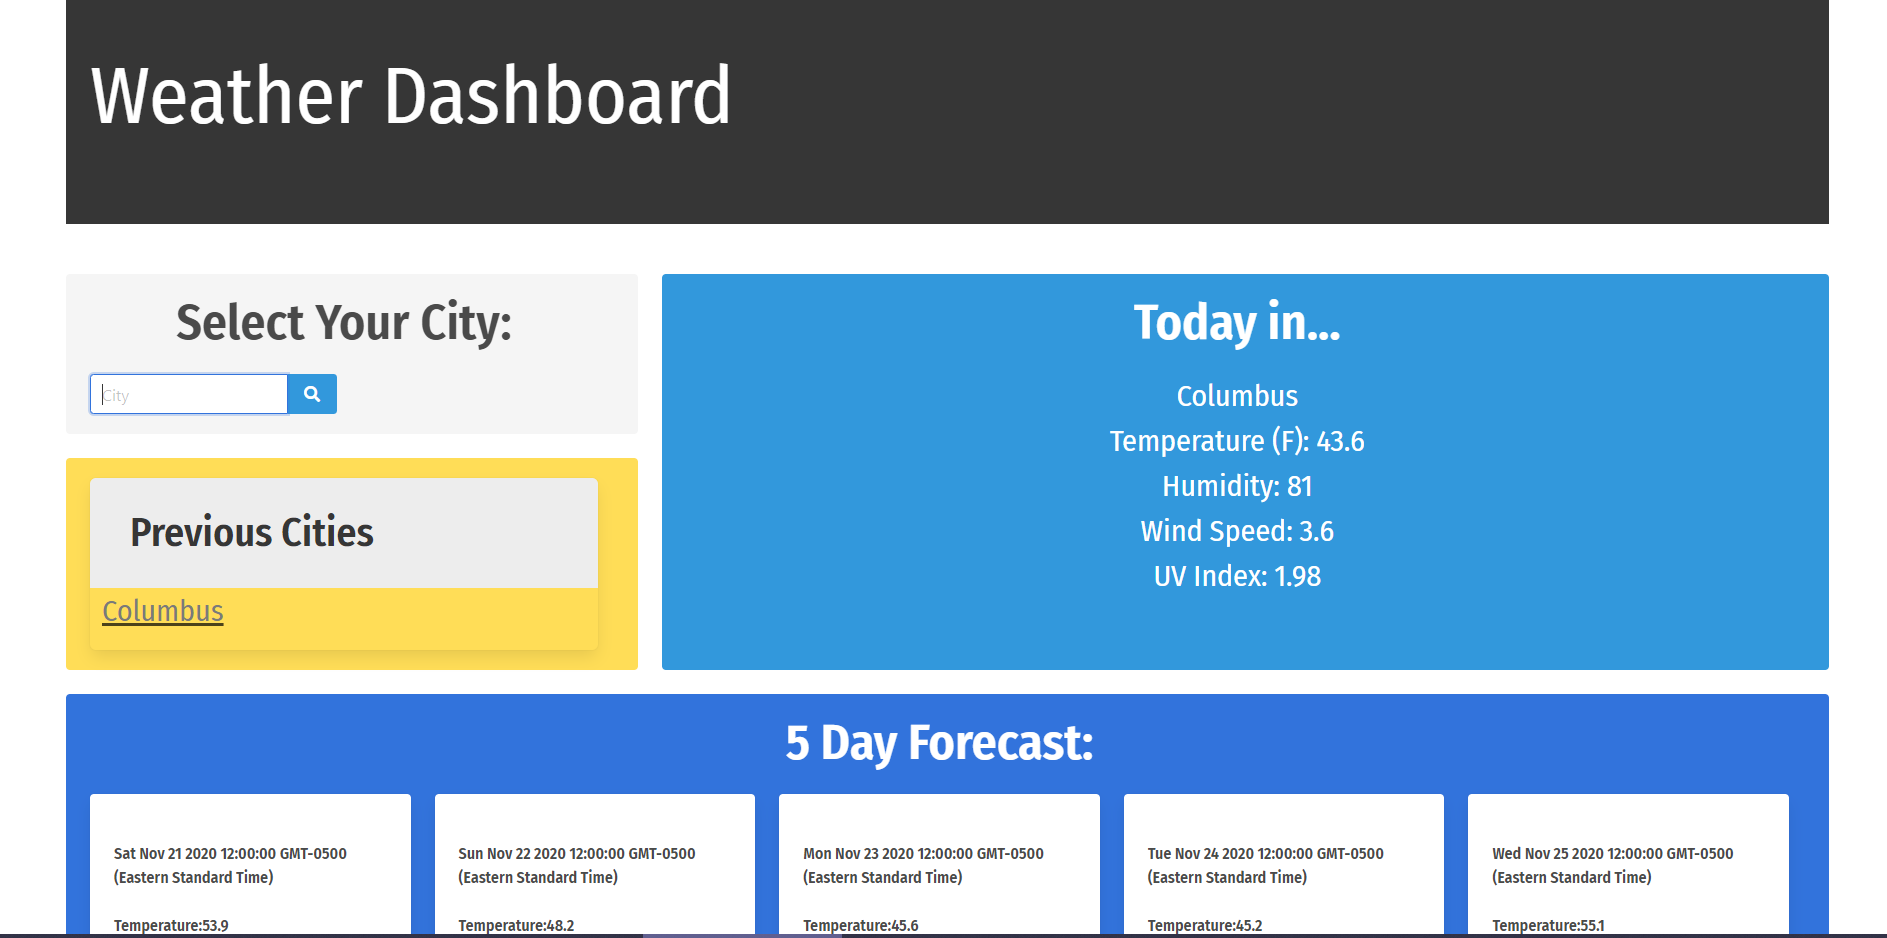 Weather Dashboard
Select Your City:
City
Previous Cities
Columbus
Today in...
Columbus
Temperature (F): 43.6
Humidity: 81
Wind Speed: 3.6
UV Index: 1.98
5 Day Forecast:
Sat Nov 21 2020 12:00:00 GMT-0500
(Eastern Standard Time)
Temperature:53.9
Sun Nov 22 2020 12:00:00 GMT-0500
(Eastern Standard Time)
Temperature:48.2
Mon Nov 23 2020 12:00:00 GMT-0500
(Eastern Standard Time)
Temperature:45.6
Tue Nov 24 2020 12:00:00 GMT-0500
(Eastern Standard Time)
Temperature:45.2
Wed Nov 25 2020 12:00:00 GMT-0500
(Eastern Standard Time)
Temperature:55.1